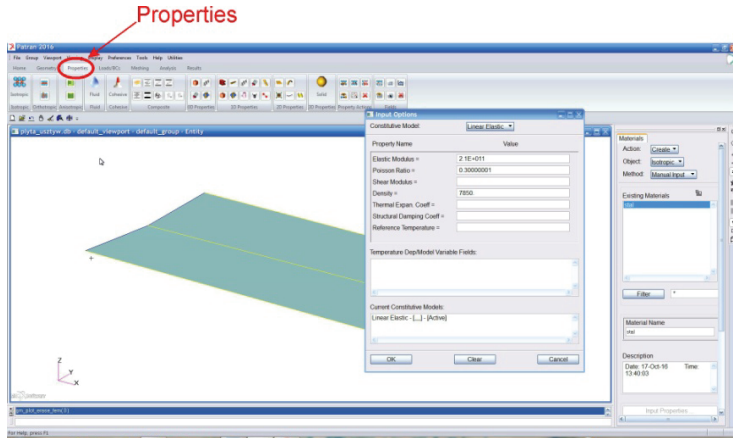 Properties
Patran 2016
File Group Viewport Display Preferences Tools Help Utilities
Home Geometry Properties Loads/BCs Meshing Analysis Results
Isotropic Orthotropic Anisotropic Fluid Cohesive Composite 1D Properties 2D Properties 3D Properties Property Actions Fields
Solid
plyta_usztyw.db - default_viewport - default_group - Entity
Input Options
Constitutive Model: Linear Elastic
Property Name Value
Elastic Modulus = 2.1E+011
Poisson Ratio = 0.30000001
Shear Modulus =
Density = 7850
Thermal Expan. Coeff =
Structural Damping Coeff =
Reference Temperature =
Temperature Dep/Model Variable Fields:
Current Constitutive Models:
Linear Elastic - [,,,,] - [Active]
OK Clear Cancel
Materials
Action: Create
Object: Isotropic
Method: Manual Input
Existing Materials
stal
Filter *
Material Name
stal
Description
Date: 17-Oct-16 Time:
13:40:03
Input Properties ...
Z
Y
X
For Help, press F1